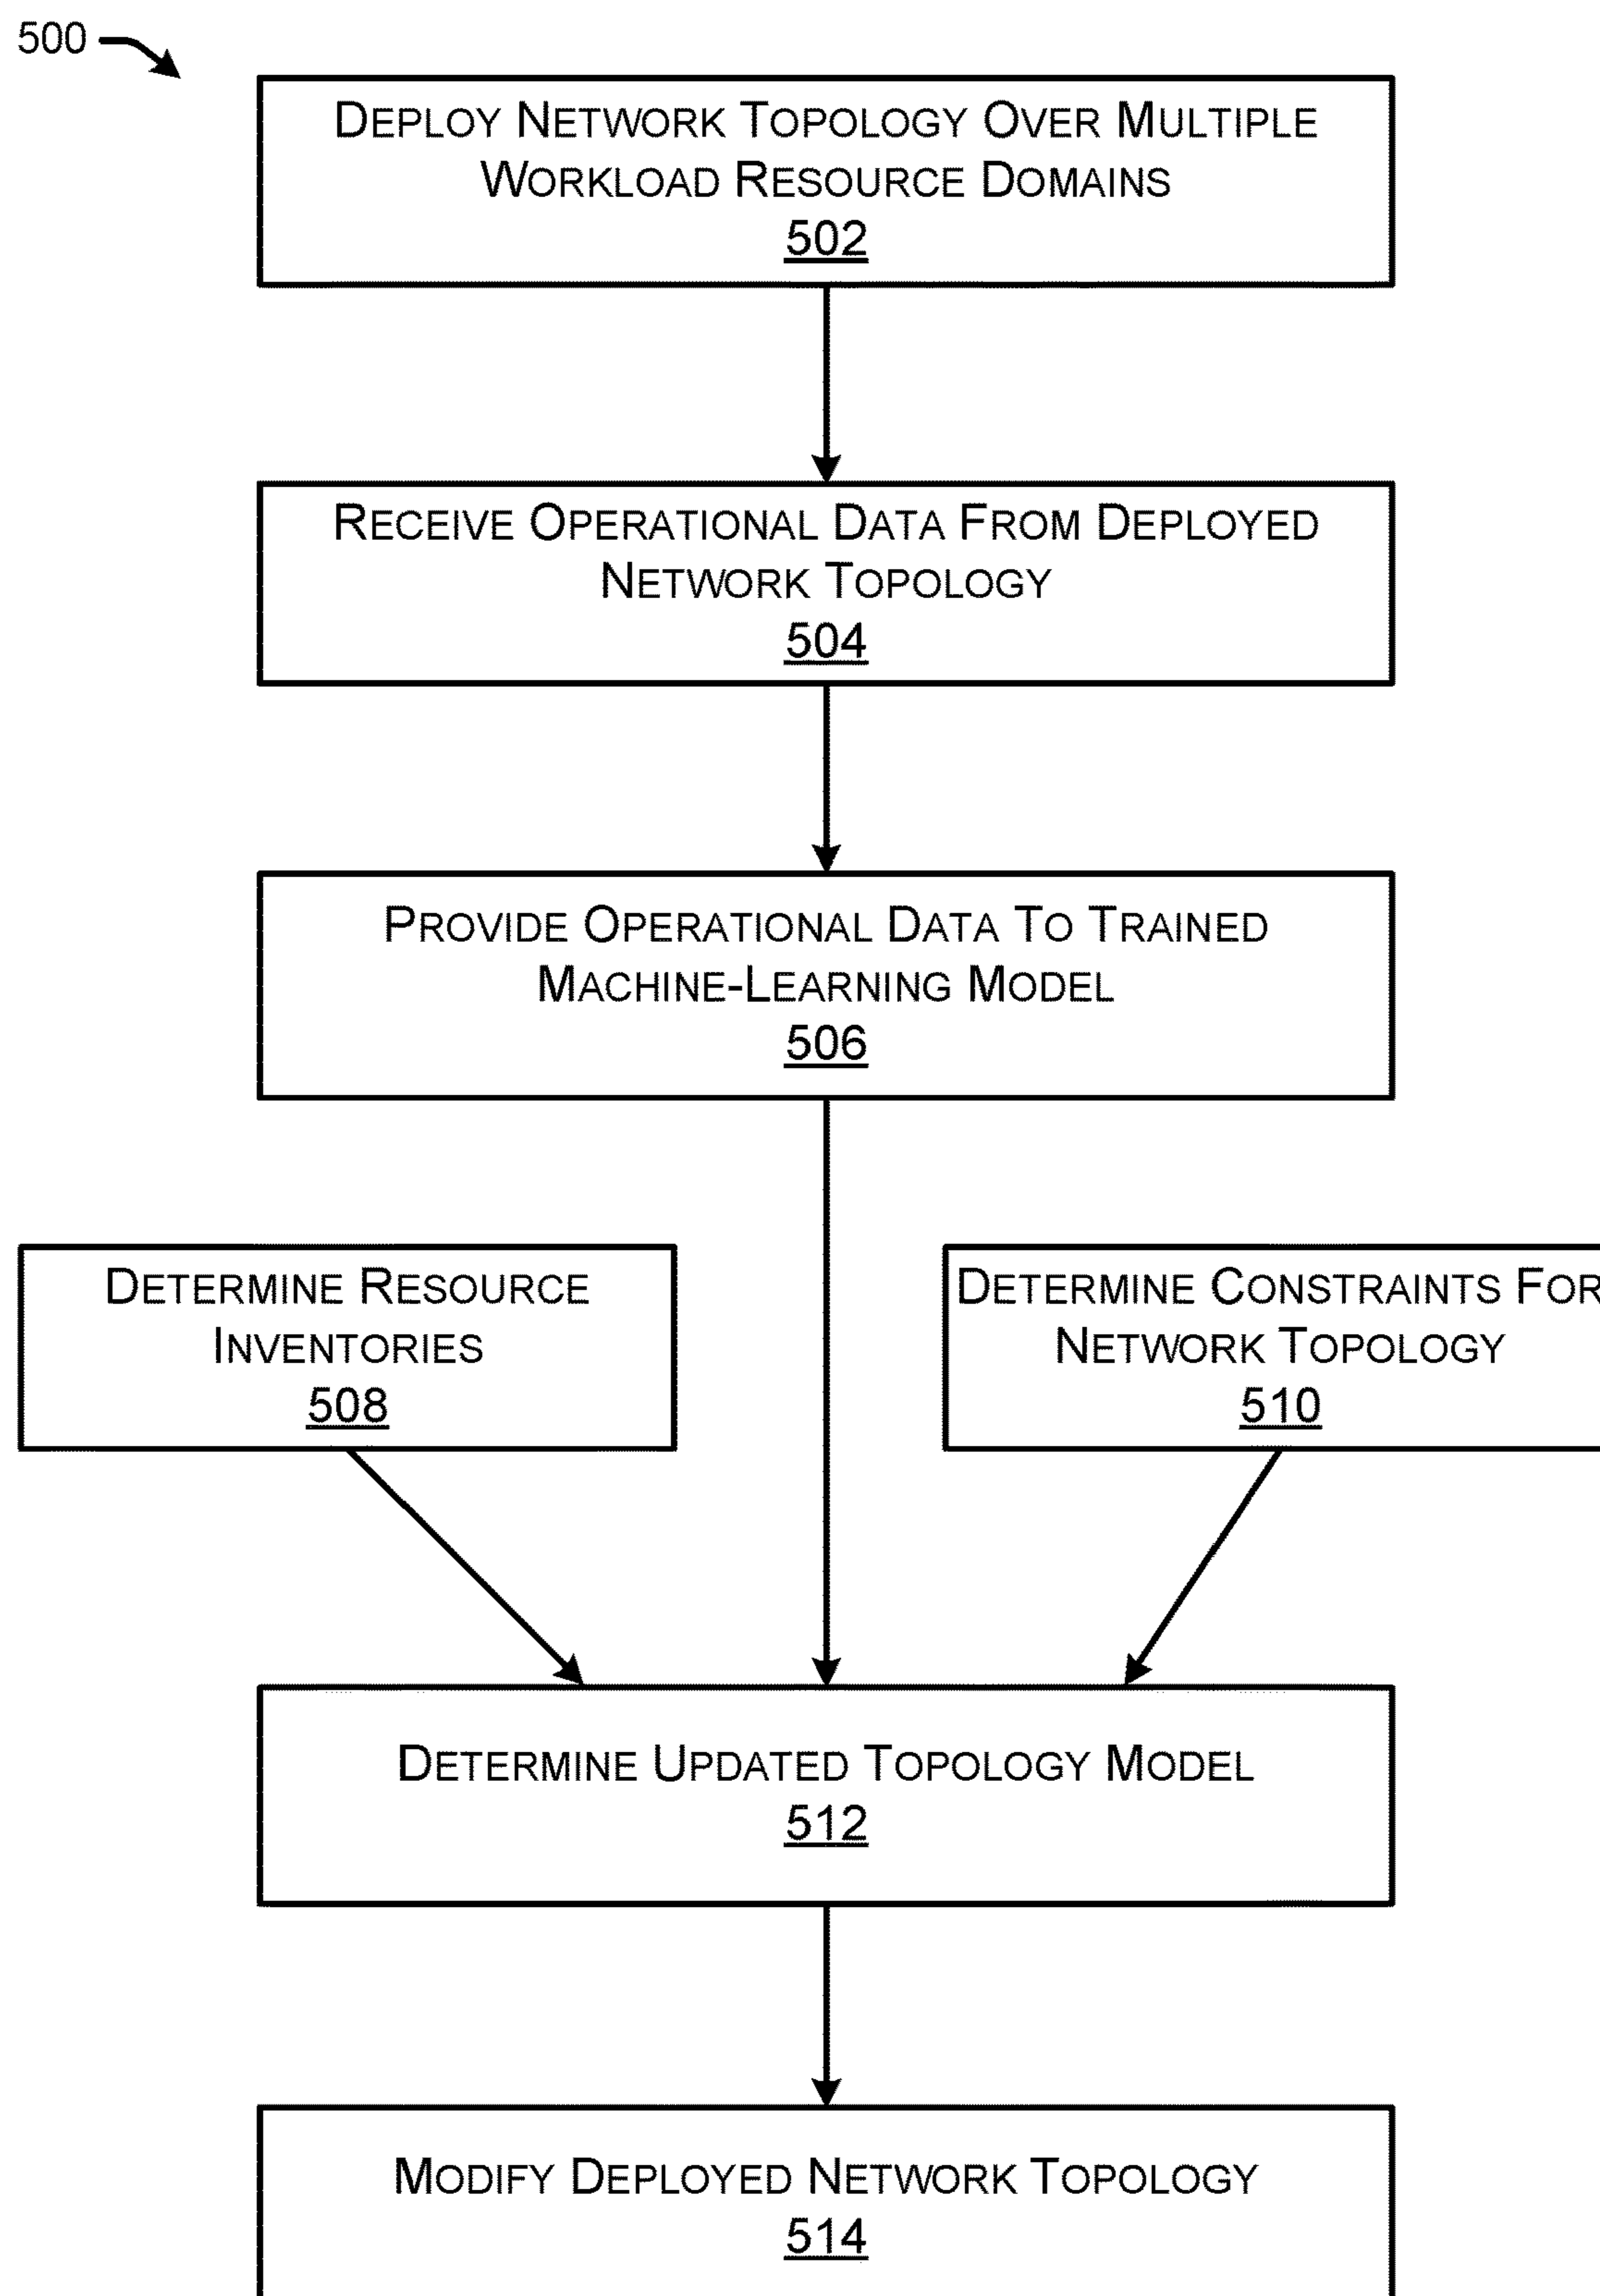 500
DEPLOY NETWORK TOPOLOGY OVER MULTIPLE
WORKLOAD RESOURCE DOMAINS
502
RECEIVE OPERATIONAL DATA FROM DEPLOYED
NETWORK TOPOLOGY
504
PROVIDE OPERATIONAL DATA TO TRAINED
MACHINE-LEARNING MODEL
506
DETERMINE RESOURCE
INVENTORIES
508
DETERMINE CONSTRAINTS FOR
NETWORK TOPOLOGY
510
DETERMINE UPDATED TOPOLOGY MODEL
512
MODIFY DEPLOYED NETWORK TOPOLOGY
514